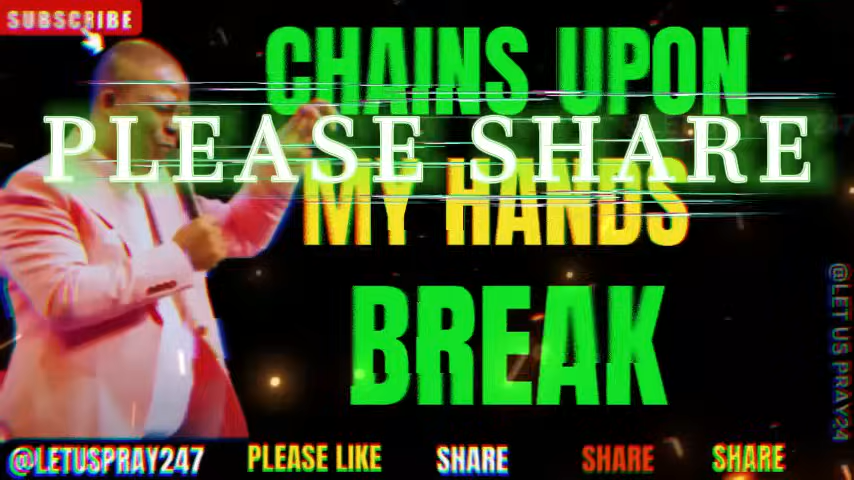 SUBSCRIBE
CHAINS UPON
PLEASE SHARE
MY HANDS
BREAK
@LET US PRAY24
@LETUSPRAY247
PLEASE LIKE
SHARE
SHARE
SHARE